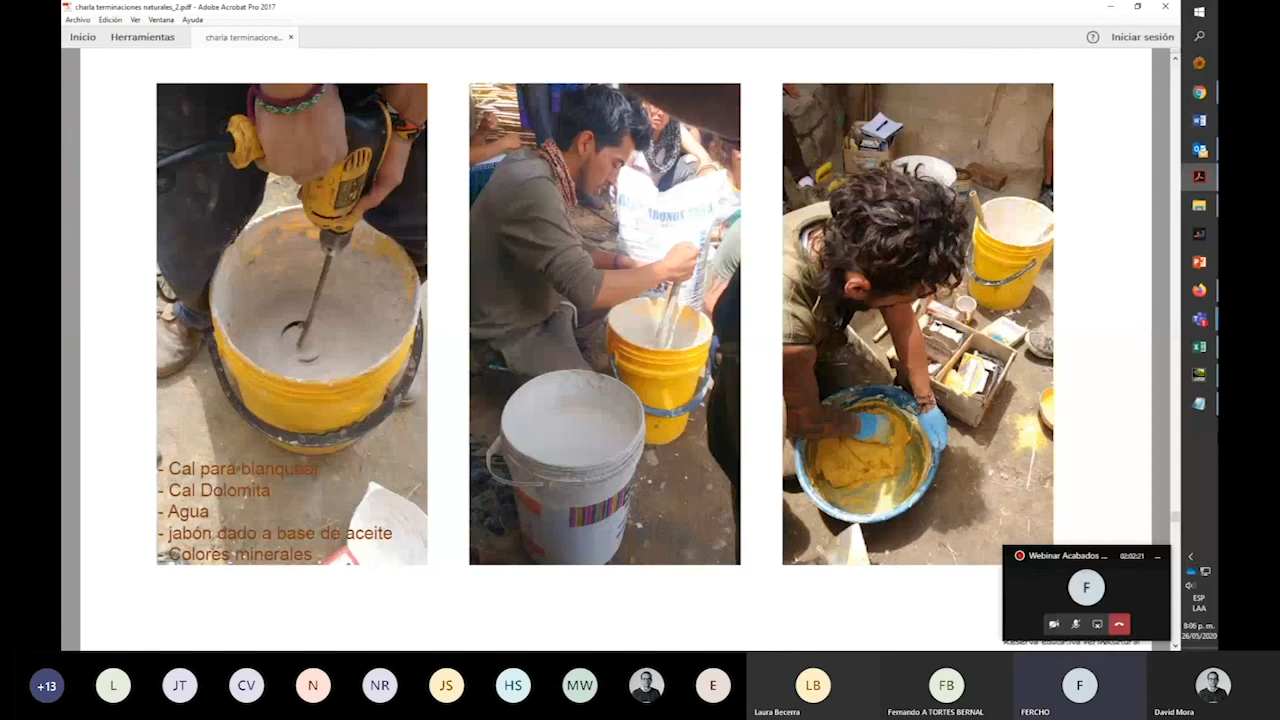 charla terminaciones naturales_2.pdf - Adobe Acrobat Pro 2017
Archivo Edición Ver Ventana Ayuda
Inicio Herramientas charla terminacione... × Iniciar sesión
- Cal para blanquear
- Cal Dolomita
- Agua
- jabón dado a base de aceite
- Colores minerales
Webinar Acabados ... 02:02:21
F
ESP
LAA
8:06 p. m.
26/05/2020
+13 L JT CV N NR JS HS MW E LB FB F
Laura Becerra Fernando A TORTES BERNAL FERCHO David Mora